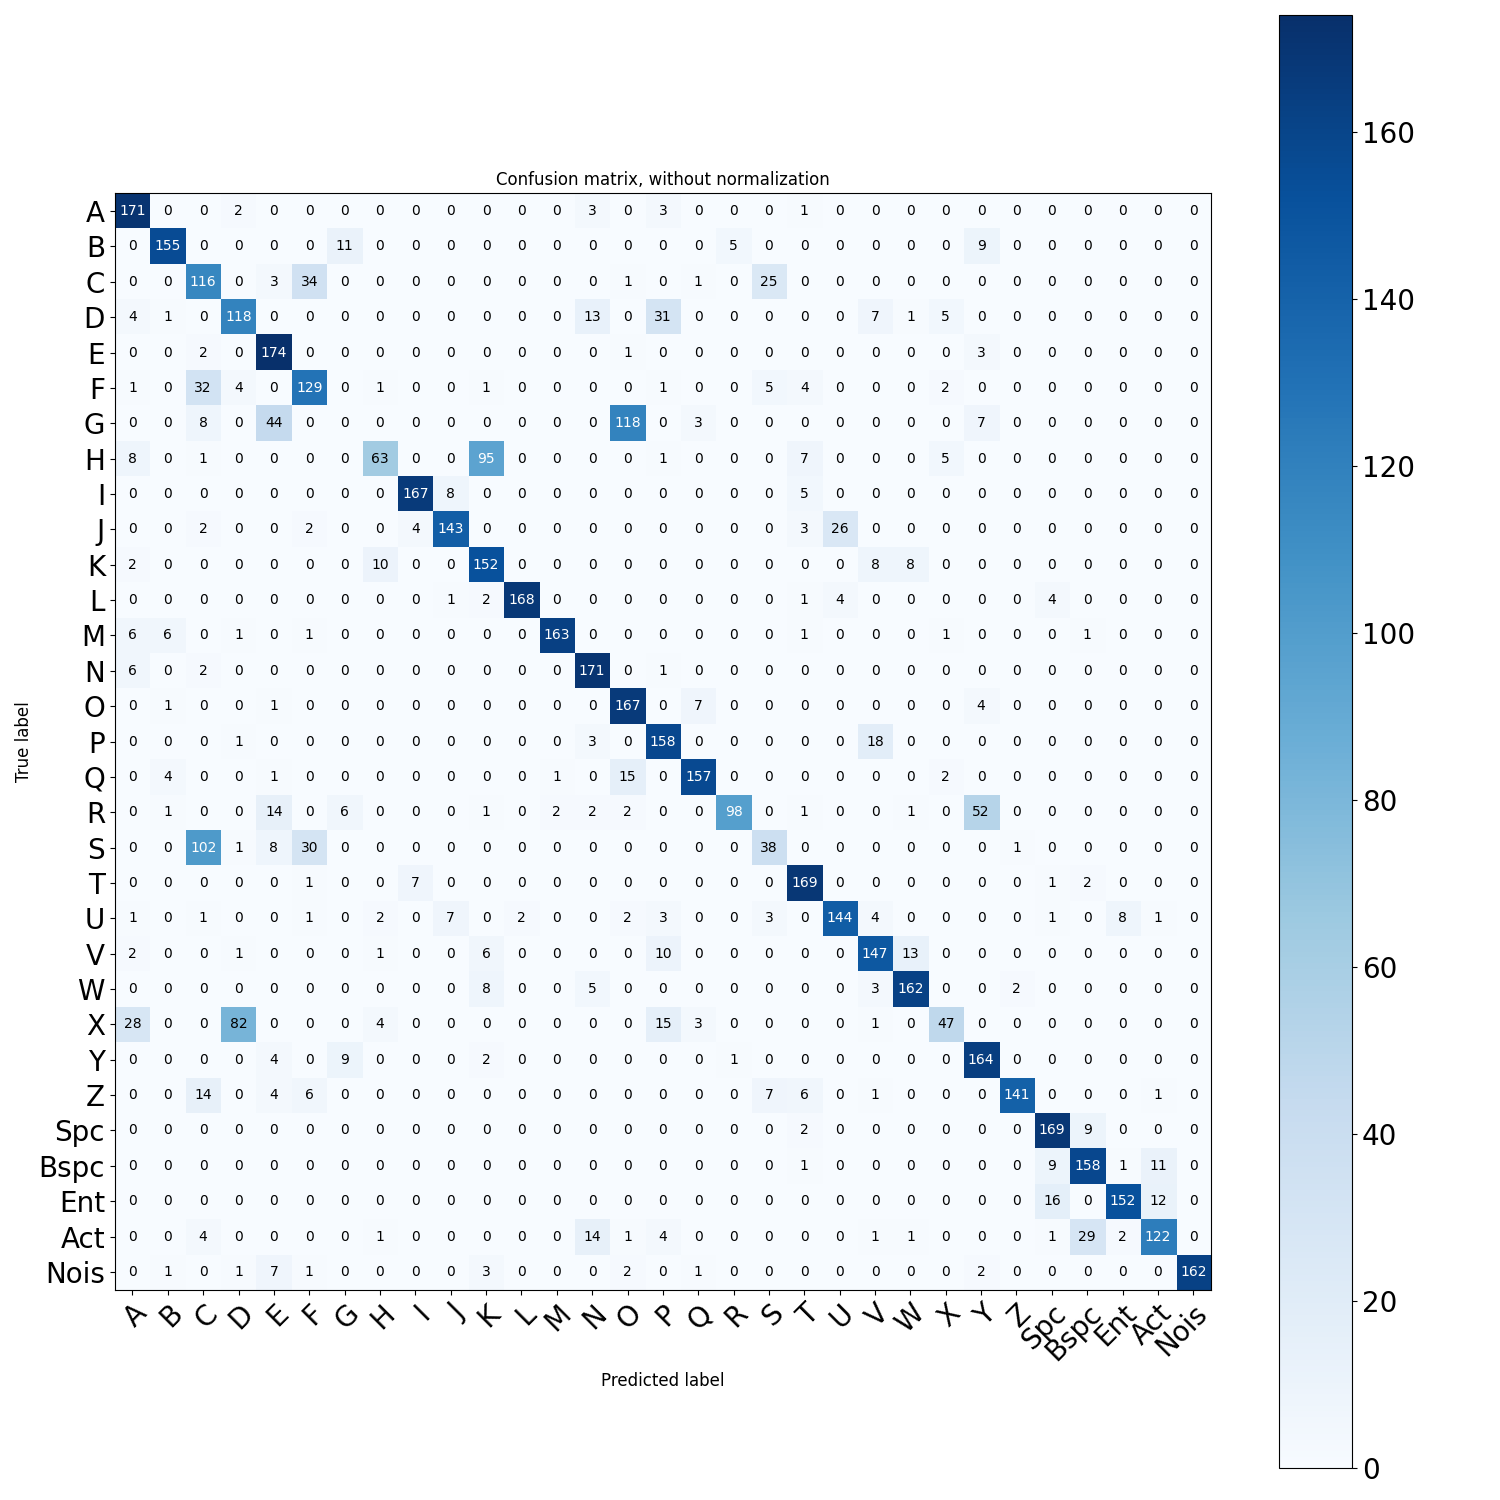 Confusion matrix, without normalization
A 171 0 0 2 0 0 0 0 0 0 0 0 0 3 0 3 0 0 0 1 0 0 0 0 0 0 0 0 0 0 0
B 0 155 0 0 0 0 11 0 0 0 0 0 0 0 0 0 0 5 0 0 0 0 0 0 9 0 0 0 0 0 0
C 0 0 116 0 3 34 0 0 0 0 0 0 0 0 1 0 1 0 25 0 0 0 0 0 0 0 0 0 0 0 0
D 4 1 0 118 0 0 0 0 0 0 0 0 0 13 0 31 0 0 0 0 0 7 1 5 0 0 0 0 0 0 0
E 0 0 2 0 174 0 0 0 0 0 0 0 0 0 1 0 0 0 0 0 0 0 0 0 3 0 0 0 0 0 0
F 1 0 32 4 0 129 0 1 0 0 1 0 0 0 0 1 0 0 5 4 0 0 0 2 0 0 0 0 0 0 0
G 0 0 8 0 44 0 0 0 0 0 0 0 0 0 118 0 3 0 0 0 0 0 0 0 7 0 0 0 0 0 0
H 8 0 1 0 0 0 0 63 0 0 95 0 0 0 0 1 0 0 0 7 0 0 0 5 0 0 0 0 0 0 0
I 0 0 0 0 0 0 0 0 167 8 0 0 0 0 0 0 0 0 0 5 0 0 0 0 0 0 0 0 0 0 0
J 0 0 2 0 0 2 0 0 4 143 0 0 0 0 0 0 0 0 0 3 26 0 0 0 0 0 0 0 0 0 0
K 2 0 0 0 0 0 0 10 0 0 152 0 0 0 0 0 0 0 0 0 0 8 8 0 0 0 0 0 0 0 0
L 0 0 0 0 0 0 0 0 0 1 2 168 0 0 0 0 0 0 0 1 4 0 0 0 0 0 4 0 0 0 0
M 6 6 0 1 0 1 0 0 0 0 0 0 163 0 0 0 0 0 0 1 0 0 0 1 0 0 0 1 0 0 0
N 6 0 2 0 0 0 0 0 0 0 0 0 0 171 0 1 0 0 0 0 0 0 0 0 0 0 0 0 0 0 0
O 0 1 0 0 1 0 0 0 0 0 0 0 0 0 167 0 7 0 0 0 0 0 0 0 4 0 0 0 0 0 0
P 0 0 0 1 0 0 0 0 0 0 0 0 0 3 0 158 0 0 0 0 0 18 0 0 0 0 0 0 0 0 0
Q 0 4 0 0 1 0 0 0 0 0 0 0 1 0 15 0 157 0 0 0 0 0 0 2 0 0 0 0 0 0 0
R 0 1 0 0 14 0 6 0 0 0 1 0 2 2 2 0 0 98 0 1 0 0 1 0 52 0 0 0 0 0 0
S 0 0 102 1 8 30 0 0 0 0 0 0 0 0 0 0 0 0 38 0 0 0 0 0 0 1 0 0 0 0 0
T 0 0 0 0 0 1 0 0 7 0 0 0 0 0 0 0 0 0 0 169 0 0 0 0 0 0 1 2 0 0 0
U 1 0 1 0 0 1 0 2 0 7 0 2 0 0 2 3 0 0 3 0 144 4 0 0 0 0 1 0 8 1 0
V 2 0 0 1 0 0 0 1 0 0 6 0 0 0 0 10 0 0 0 0 0 147 13 0 0 0 0 0 0 0 0
W 0 0 0 0 0 0 0 0 0 0 8 0 0 5 0 0 0 0 0 0 0 3 162 0 0 2 0 0 0 0 0
X 28 0 0 82 0 0 0 4 0 0 0 0 0 0 0 15 3 0 0 0 0 1 0 47 0 0 0 0 0 0 0
Y 0 0 0 0 4 0 9 0 0 0 2 0 0 0 0 0 0 1 0 0 0 0 0 0 164 0 0 0 0 0 0
Z 0 0 14 0 4 6 0 0 0 0 0 0 0 0 0 0 0 0 7 6 0 1 0 0 0 141 0 0 0 1 0
Spc 0 0 0 0 0 0 0 0 0 0 0 0 0 0 0 0 0 0 0 2 0 0 0 0 0 0 169 9 0 0 0
Bspc 0 0 0 0 0 0 0 0 0 0 0 0 0 0 0 0 0 0 0 1 0 0 0 0 0 0 9 158 1 11 0
Ent 0 0 0 0 0 0 0 0 0 0 0 0 0 0 0 0 0 0 0 0 0 0 0 0 0 0 16 0 152 12 0
Act 0 0 4 0 0 0 0 1 0 0 0 0 0 14 1 4 0 0 0 0 0 1 1 0 0 0 1 29 2 122 0
Nois 0 1 0 1 7 1 0 0 0 0 3 0 0 0 2 0 1 0 0 0 0 0 0 0 2 0 0 0 0 0 162
A B C D E F G H I J K L M N O P Q R S T U V W X Y Z Spc Bspc Ent Act Nois
Predicted label
True label
160
140
120
100
80
60
40
20
0